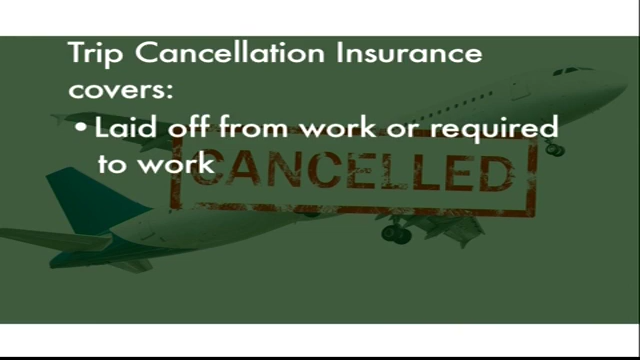 Trip Cancellation Insurance
covers:
•Laid off from work or required
to work
CANCELLED